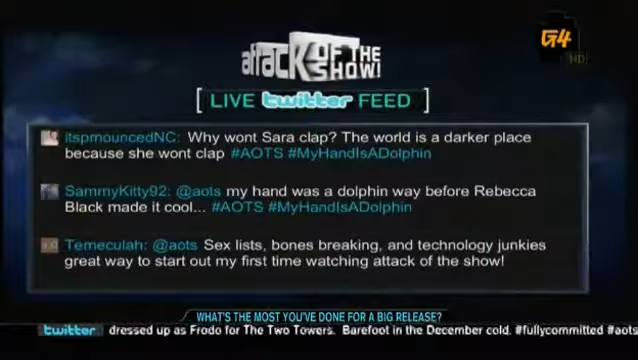 G4
HD
attack OF THE SHOW!
[ LIVE twitter FEED ]
itsprnouncedNC: Why wont Sara clap? The world is a darker place
because she wont clap #AOTS #MyHandIsADolphin
SammyKitty92: @aots my hand was a dolphin way before Rebecca
Black made it cool... #AOTS #MyHandIsADolphin
Temeculah: @aots Sex lists, bones breaking, and technology junkies
great way to start out my first time watching attack of the show!
WHAT'S THE MOST YOU'VE DONE FOR A BIG RELEASE?
twitter dressed up as Frodo for The Two Towers. Barefoot in the December cold. #fullycommitted #aots